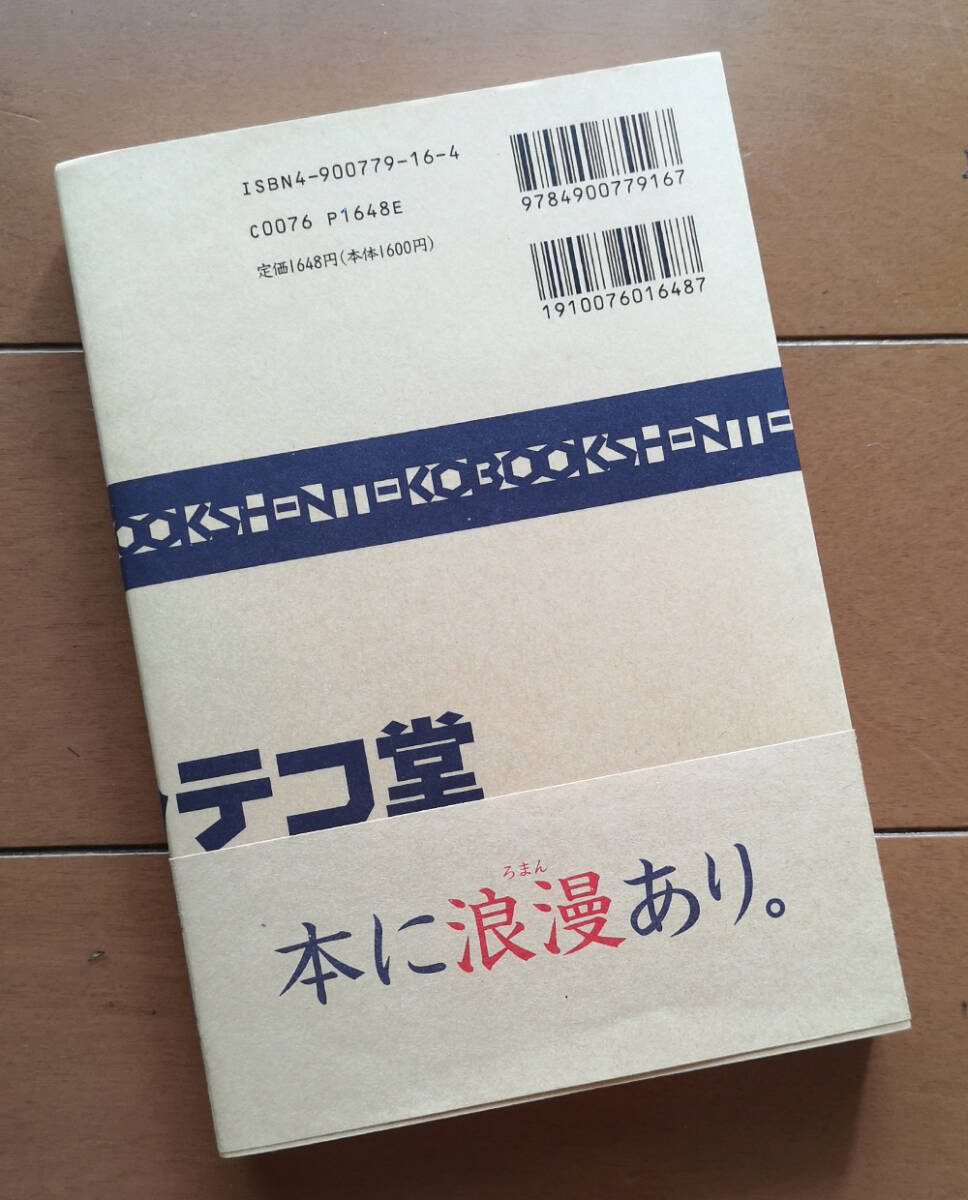 ISBN4-900779-16-4
C0076 P1648E
定価1648円(本体1600円)
9784900779167
1910076016487
OOKSHONTTOKOBOOKSHONTTO
テコ堂
ろまん
本に浪漫あり。